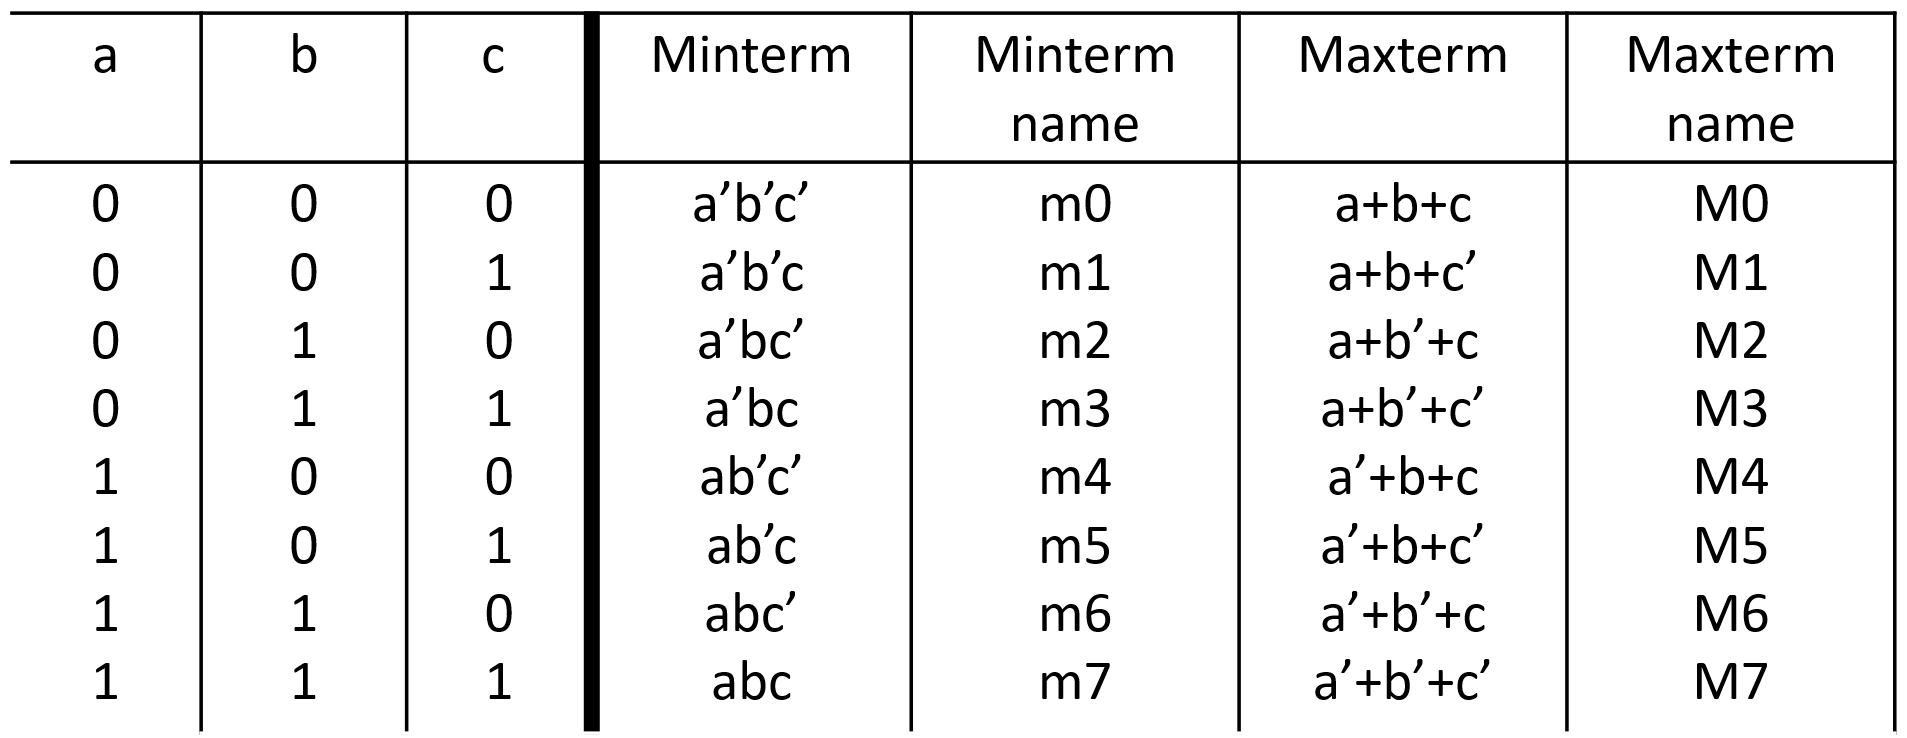 a b c Minterm Minterm name Maxterm Maxterm name
0 0 0 a’b’c’ m0 a+b+c M0
0 0 1 a’b’c m1 a+b+c’ M1
0 1 0 a’bc’ m2 a+b’+c M2
0 1 1 a’bc m3 a+b’+c’ M3
1 0 0 ab’c’ m4 a’+b+c M4
1 0 1 ab’c m5 a’+b+c’ M5
1 1 0 abc’ m6 a’+b’+c M6
1 1 1 abc m7 a’+b’+c’ M7